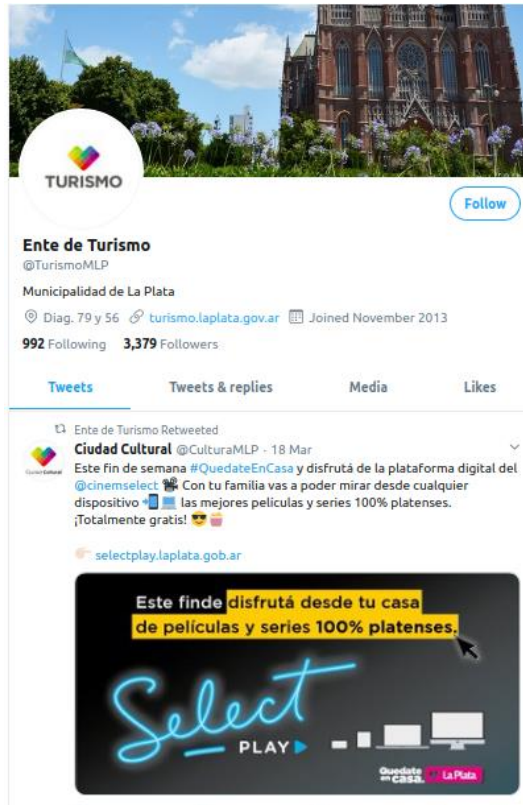 TURISMO
Follow
Ente de Turismo
@TurismoMLP
Municipalidad de La Plata
Diag. 79 y 56 turismo.laplata.gov.ar Joined November 2013
992 Following 3,379 Followers
Tweets Tweets & replies Media Likes
Ente de Turismo Retweeted
Ciudad Cultural @CulturaMLP · 18 Mar
Este fin de semana #QuedateEnCasa y disfrutá de la plataforma digital del
@cinemselect 📽 Con tu familia vas a poder mirar desde cualquier
dispositivo 📲 💻 las mejores películas y series 100% platenses.
¡Totalmente gratis! 😎🍿
👉🏻 selectplay.laplata.gob.ar
Este finde disfrutá desde tu casa
de películas y series 100% platenses.
Select
PLAY
Quedate
en casa. La Plata